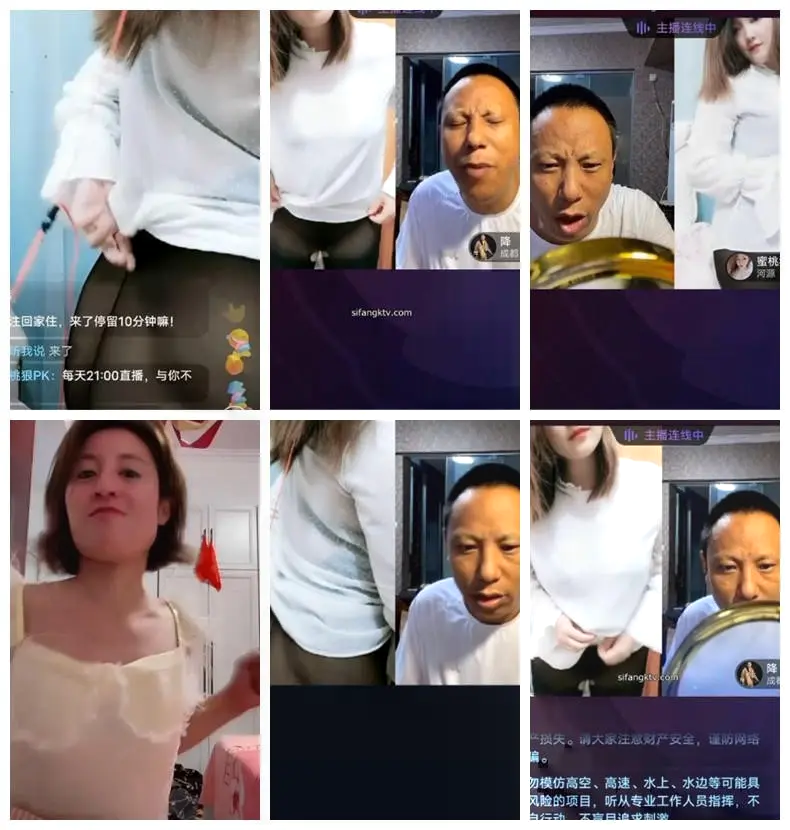 注回家住，来了停留10分钟嘛！
听我说 来了
桃狠PK：每天21:00直播，与你不
主播连线中
降
成都
sifangktv.com
主播连线中
蜜桃
河源
主播连线中
sifangktv.com
降
成都
产损失。请大家注意财产安全，谨防网络
骗。
勿模仿高空、高速、水上、水边等可能具
风险的项目，听从专业工作人员指挥，不
自行动，不盲目追求刺激